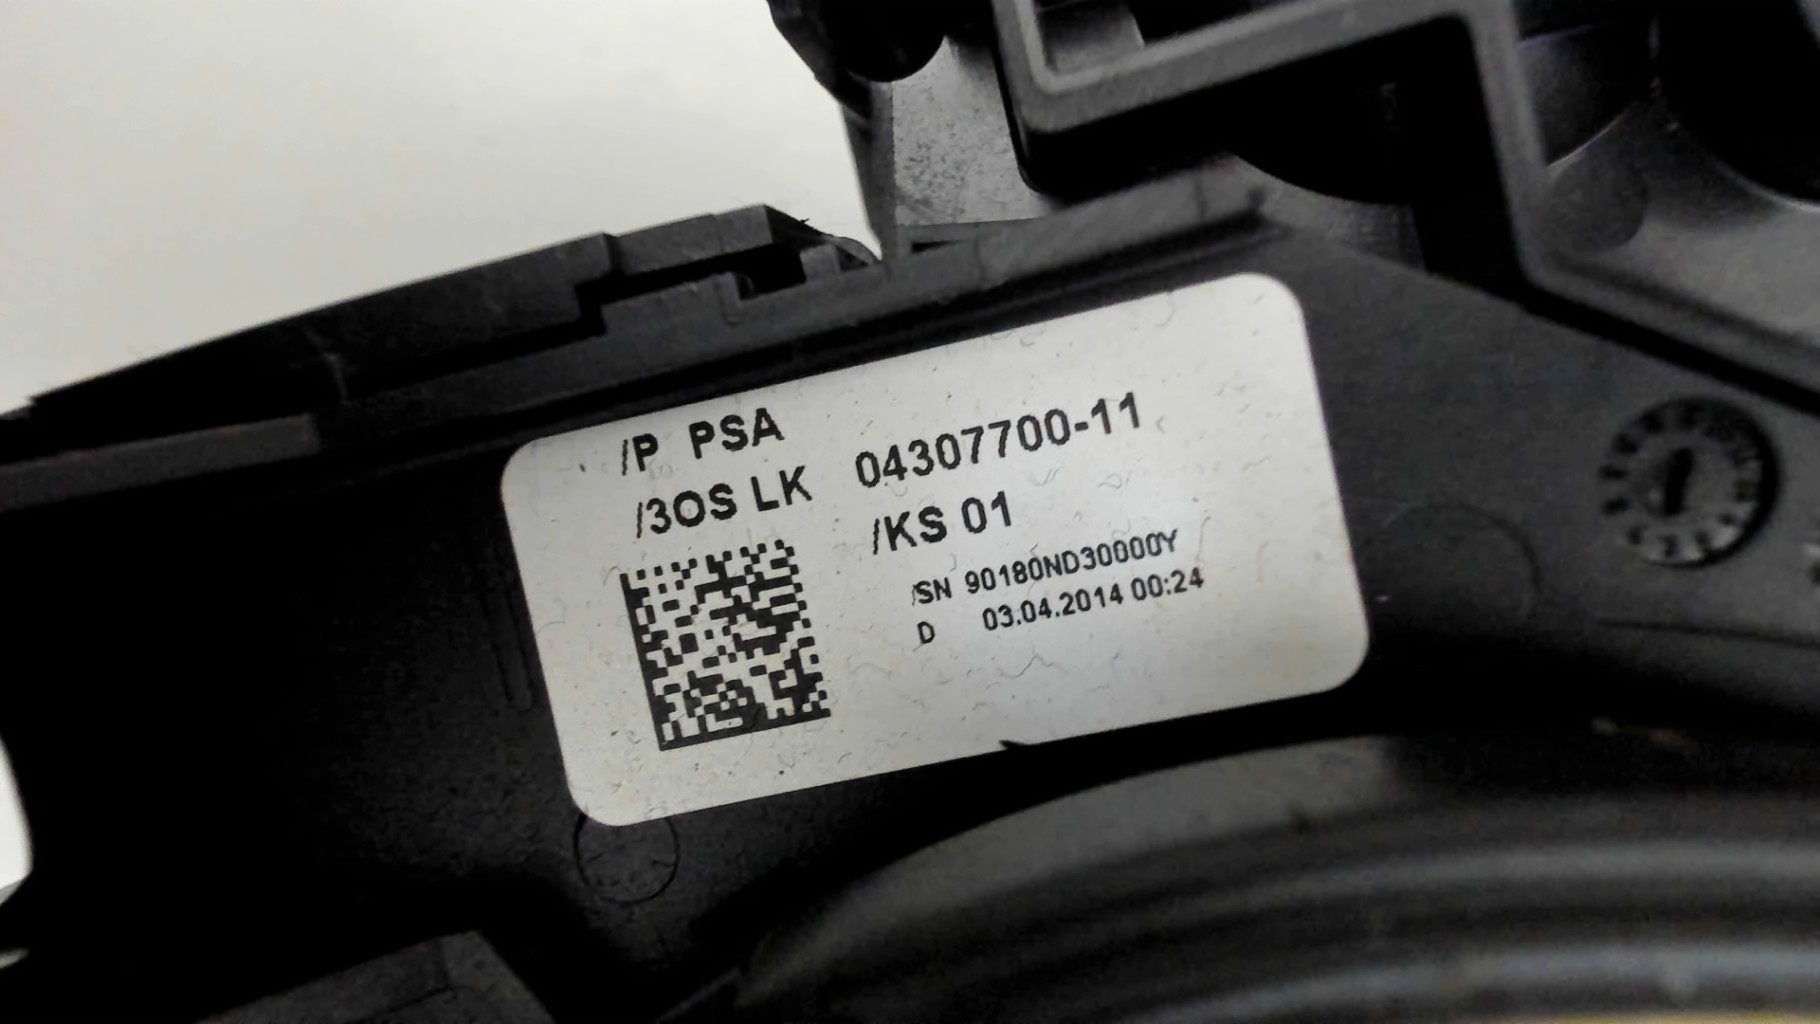 /P PSA
/3OS LK 04307700-11
/KS 01
/SN 90180ND30000Y
D 03.04.2014 00:24